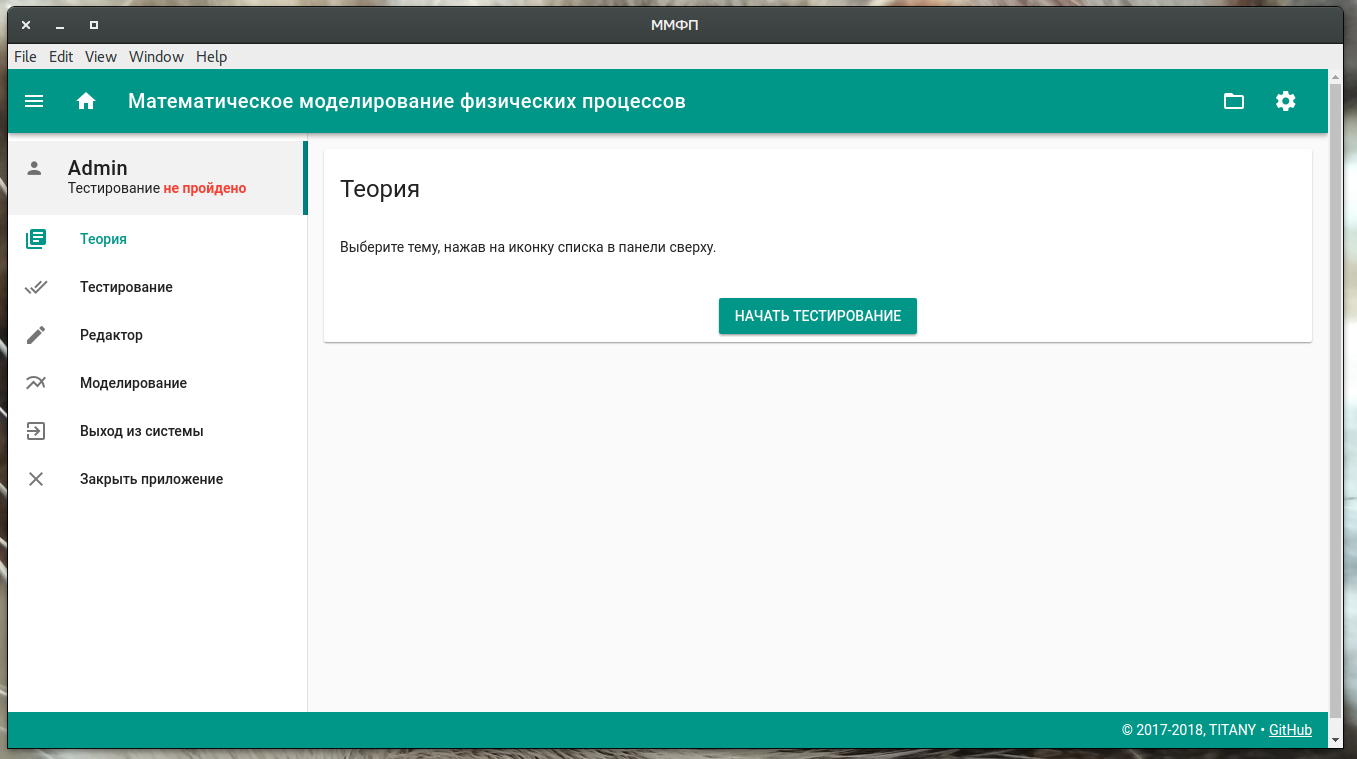 ММФП
File Edit View Window Help
Математическое моделирование физических процессов
Admin
Тестирование не пройдено
Теория
Тестирование
Редактор
Моделирование
Выход из системы
Закрыть приложение
Теория
Выберите тему, нажав на иконку списка в панели сверху.
НАЧАТЬ ТЕСТИРОВАНИЕ
© 2017-2018, TITANY • GitHub